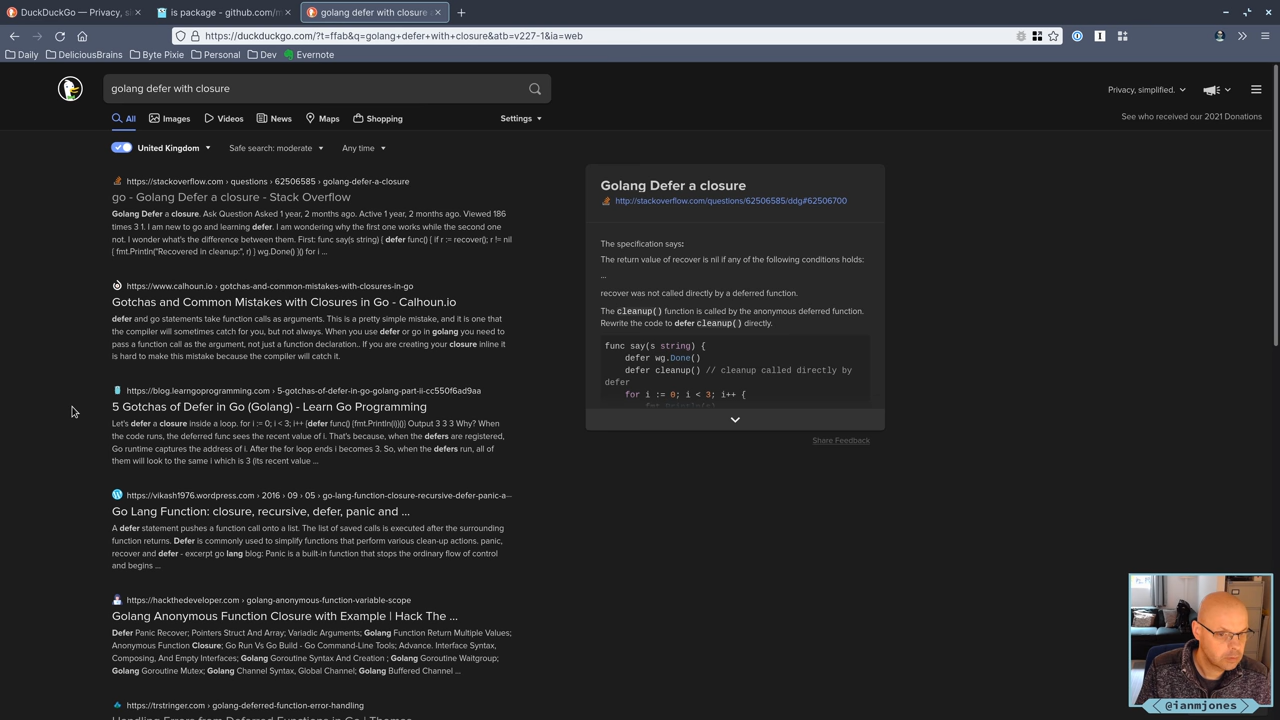 DuckDuckGo — Privacy, si
is package - github.com/m
golang defer with closure a
https://duckduckgo.com/?t=ffab&q=golang+defer+with+closure&atb=v227-1&ia=web
Daily
DeliciousBrains
Byte Pixie
Personal
Dev
Evernote
golang defer with closure
Privacy, simplified.
See who received our 2021 Donations
All
Images
Videos
News
Maps
Shopping
Settings
United Kingdom
Safe search: moderate
Any time
https://stackoverflow.com › questions › 62506585 › golang-defer-a-closure
go - Golang Defer a closure - Stack Overflow
Golang Defer a closure. Ask Question Asked 1 year, 2 months ago. Active 1 year, 2 months ago. Viewed 186
times 3 1. I am new to go and learning defer. I am wondering why the first one works while the second one
not. I wonder what's the difference between them. First: func say(s string) { defer func() { if r := recover(); r != nil
{ fmt.Println("Recovered in cleanup:", r) } wg.Done() }() for i ...
https://www.calhoun.io › gotchas-and-common-mistakes-with-closures-in-go
Gotchas and Common Mistakes with Closures in Go - Calhoun.io
defer and go statements take function calls as arguments. This is a pretty simple mistake, and it is one that
the compiler will sometimes catch for you, but not always. When you use defer or go in golang you need to
pass a function call as the argument, not just a function declaration.. If you are creating your closure inline it
is hard to make this mistake because the compiler will catch it.
https://blog.learngoprogramming.com › 5-gotchas-of-defer-in-go-golang-part-ii-cc550f6ad9aa
5 Gotchas of Defer in Go (Golang) - Learn Go Programming
Let's defer a closure inside a loop. for i := 0; i < 3; i++ {defer func() {fmt.Println(i)}()} Output 3 3 3 Why? When
the code runs, the deferred func sees the recent value of i. That's because, when the defers are registered,
Go runtime captures the address of i. After the for loop ends i becomes 3. So, when the defers run, all of
them will look to the same i which is 3 (its recent value ...
https://vikash1976.wordpress.com › 2016 › 09 › 05 › go-lang-function-closure-recursive-defer-panic-a…
Go Lang Function: closure, recursive, defer, panic and ...
A defer statement pushes a function call onto a list. The list of saved calls is executed after the surrounding
function returns. Defer is commonly used to simplify functions that perform various clean-up actions. panic,
recover and defer - excerpt go lang blog: Panic is a built-in function that stops the ordinary flow of control
and begins ...
https://hackthedeveloper.com › golang-anonymous-function-variable-scope
Golang Anonymous Function Closure with Example | Hack The ...
Defer Panic Recover; Pointers Struct And Array; Variadic Arguments; Golang Function Return Multiple Values;
Anonymous Function Closure; Go Run Vs Go Build - Go Command-Line Tools; Advance. Interface Syntax,
Composing, And Empty Interfaces; Golang Goroutine Syntax And Creation ; Golang Goroutine Waitgroup;
Golang Goroutine Mutex; Golang Channel Syntax, Global Channel; Golang Buffered Channel ...
https://trstringer.com › golang-deferred-function-error-handling
Handling Errors from Deferred Functions in Go | Thomas
Golang Defer a closure
http://stackoverflow.com/questions/62506585/ddg#62506700
The specification says:
The return value of recover is nil if any of the following conditions holds:
...
recover was not called directly by a deferred function.
The cleanup() function is called by the anonymous deferred function.
Rewrite the code to defer cleanup() directly.
func say(s string) {
defer wg.Done()
defer cleanup() // cleanup called directly by
defer
for i := 0; i < 3; i++ {
Share Feedback
@ianmjones